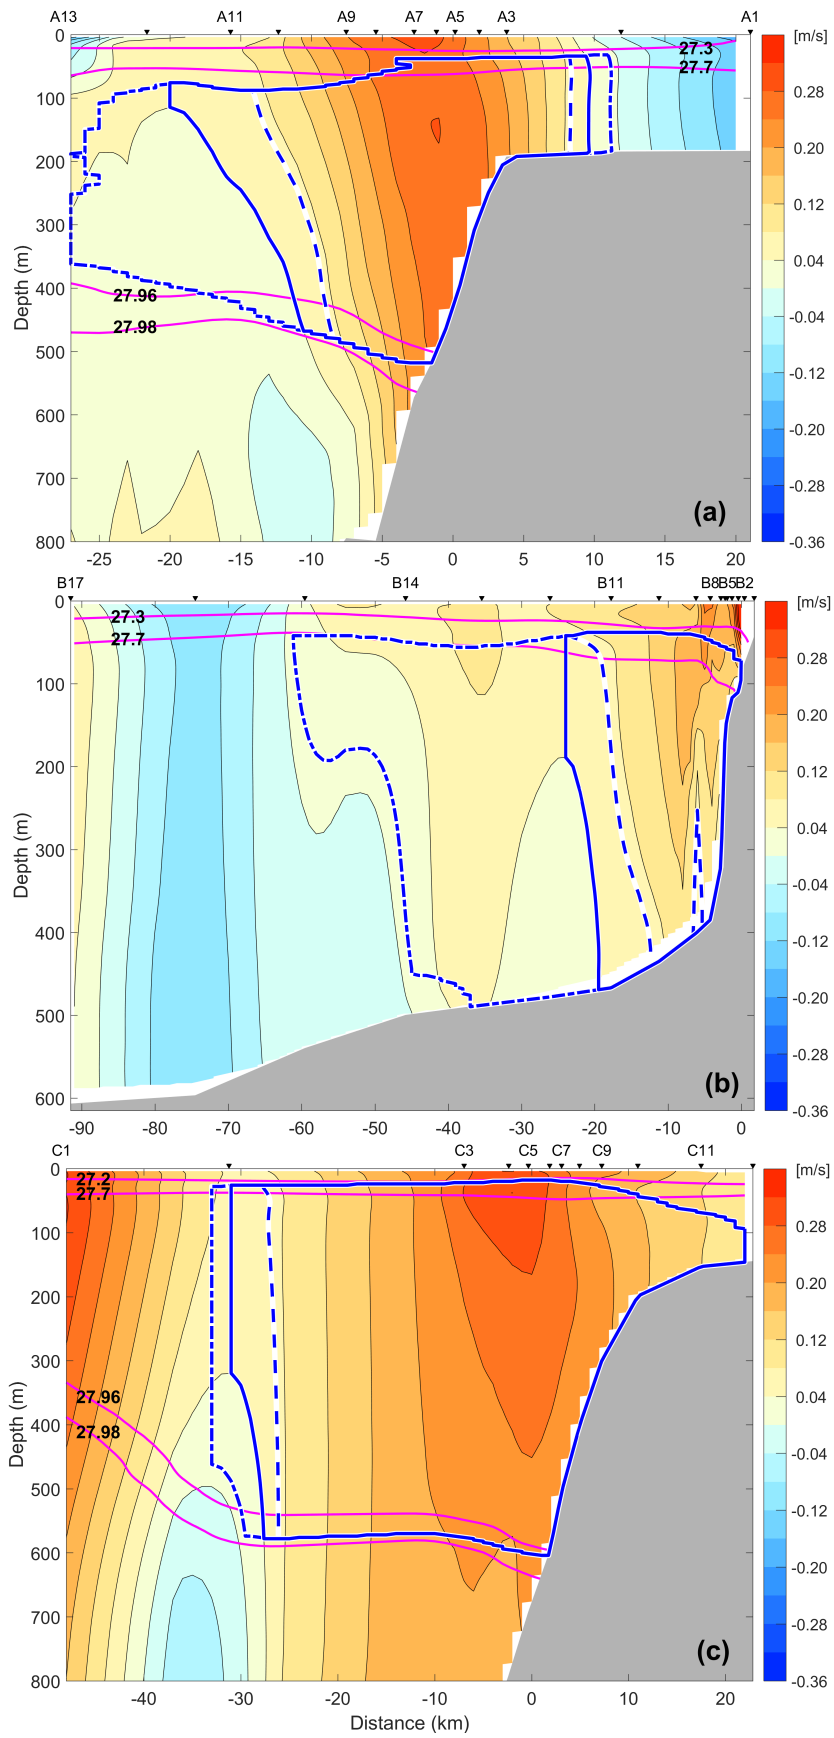 A13 A11 A9 A7 A5 A3 A1
0 27.3 [m/s]
27.7
100 0.28
200 0.20
300 0.12
400 27.96 0.04
27.98 -0.04
500 -0.12
600 -0.20
700 -0.28
800 (a) -0.36
Depth (m)
-25 -20 -15 -10 -5 0 5 10 15 20
B17 B14 B11 B8 B5 B2
0 27.3 [m/s]
27.7
100 0.28
200 0.20
300 0.12
400 0.04
500 -0.04
600 -0.12
-0.20
-0.28
(b) -0.36
Depth (m)
-90 -80 -70 -60 -50 -40 -30 -20 -10 0
C1 C3 C5 C7 C9 C11
0 27.2 [m/s]
27.7
100 0.28
200 0.20
300 0.12
400 27.96 0.04
27.98 -0.04
500 -0.12
600 -0.20
700 -0.28
800 (c) -0.36
Depth (m)
-40 -30 -20 -10 0 10 20
Distance (km)